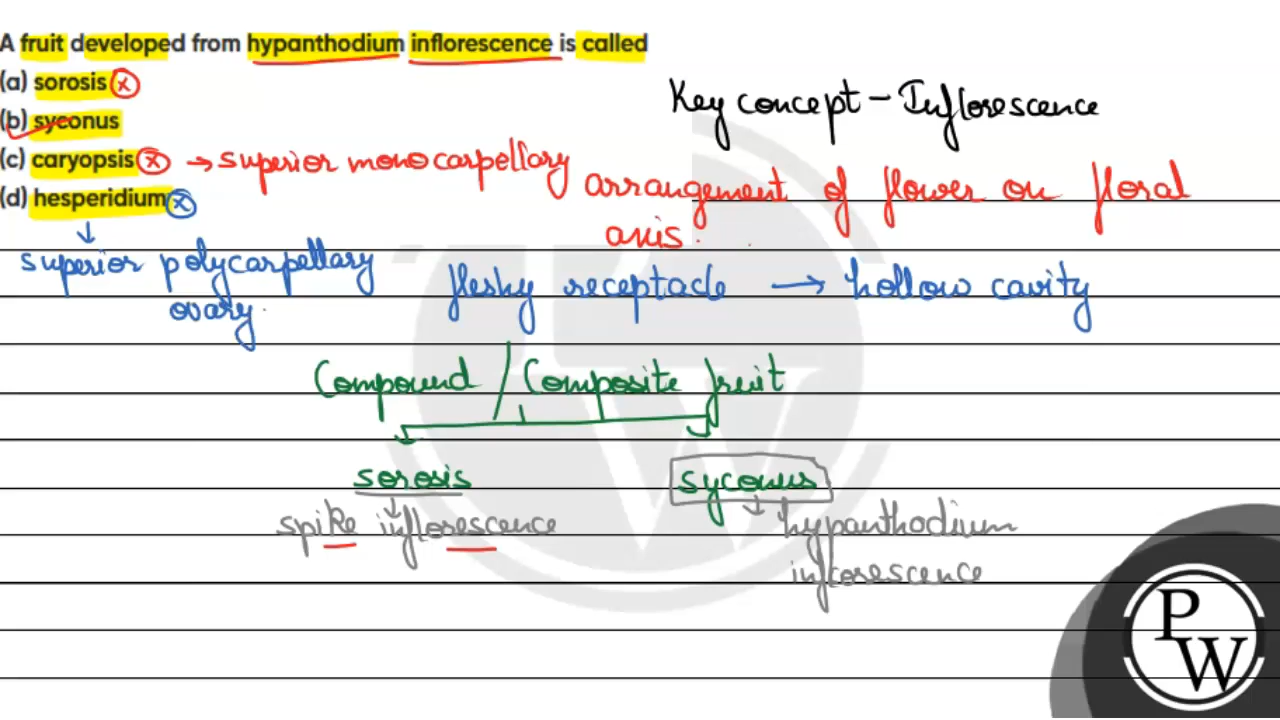 A fruit developed from hypanthodium inflorescence is called
(a) sorosis x
(b) syconus
(c) caryopsis x → superior monocarpellary
(d) hesperidium x
superior polycarpellary
ovary.
Key concept - Inflorescence
arrangement of flower on floral
axis.
fleshy receptacle → hollow cavity
Compound / Composite fruit
sorosis
spike inflorescence
syconus
hypanthodium
inflorescence
PW